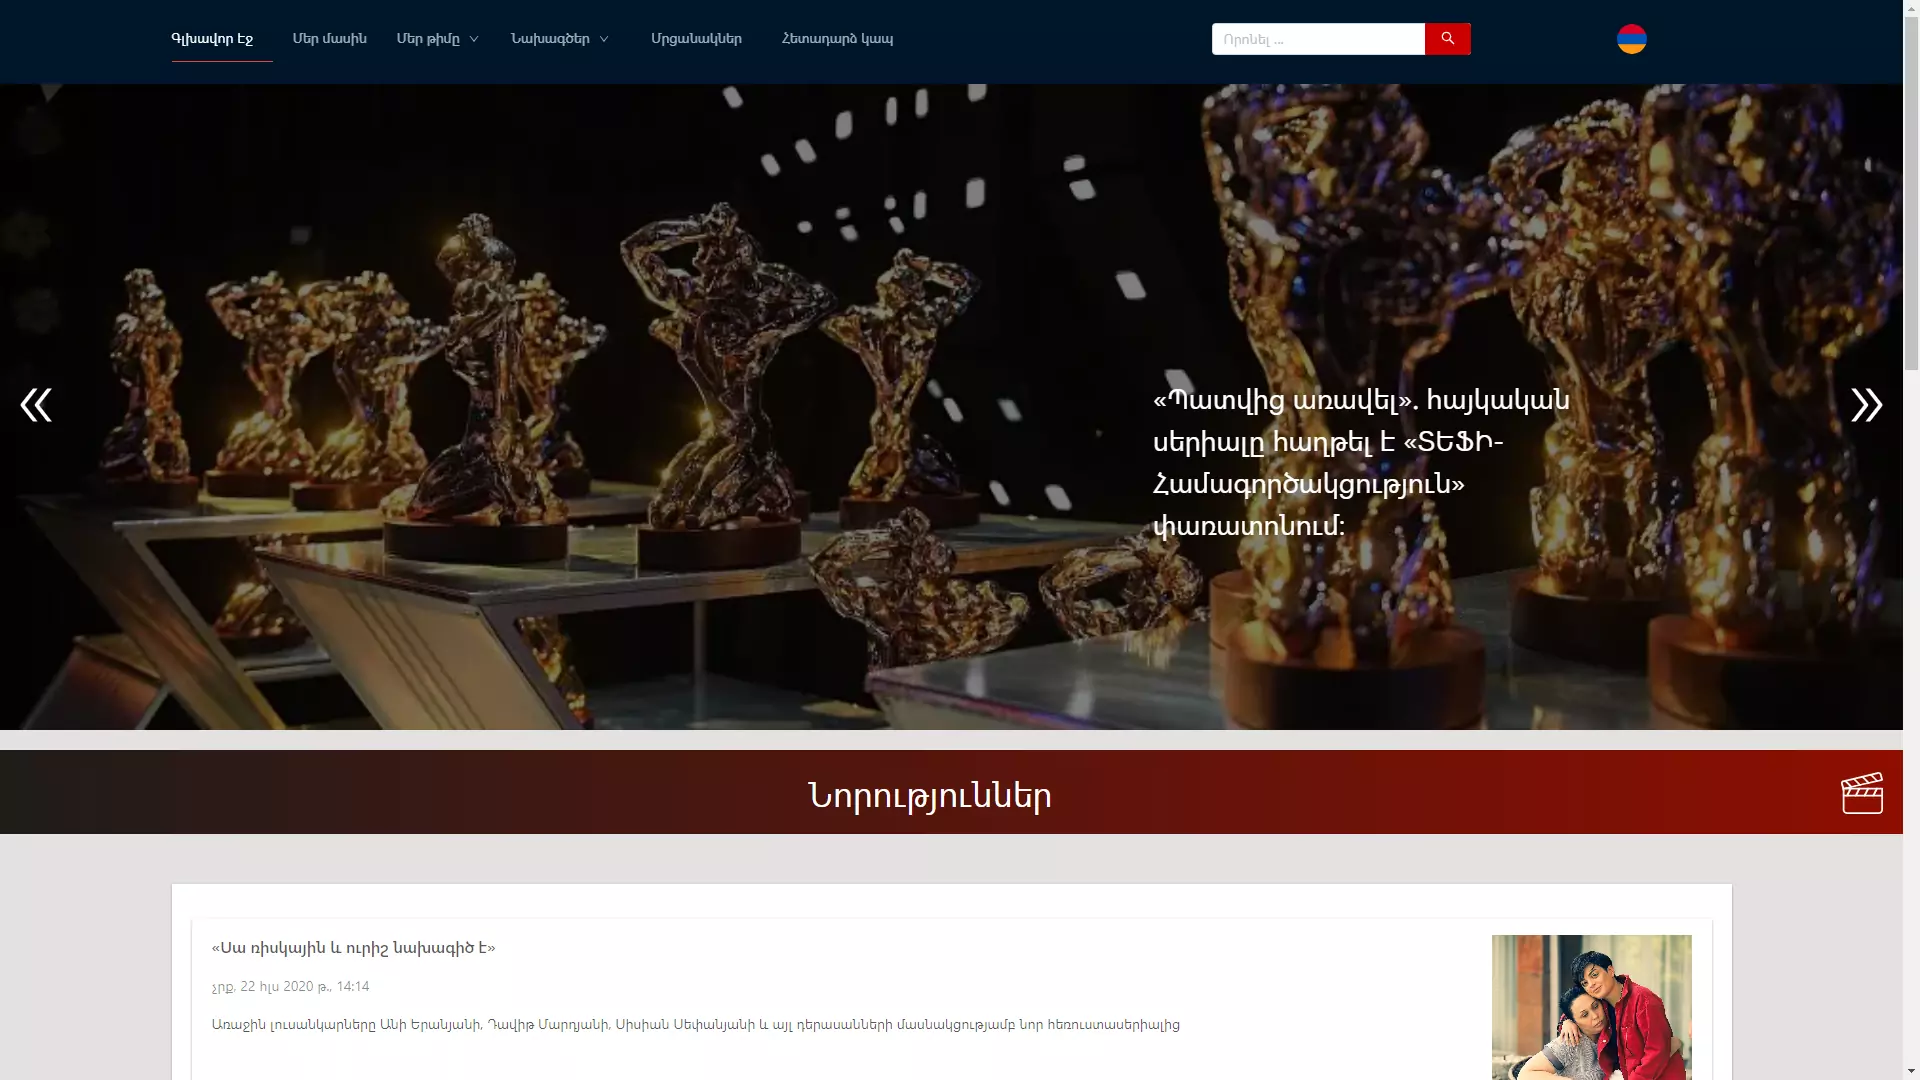 Գլխավոր Էջ
Մեր մասին
Մեր թիմը
Նախագծեր
Մրցանակներ
Հետադարձ կապ
Որոնել ...
«Պատվից առավել». հայկական
սերիալը հաղթել է «ՏԵՖԻ-
Համագործակցություն»
փառատոնում:
Նորություններ
«Սա ռիսկային և ուրիշ նախագիծ է»
չրք, 22 հլս 2020 թ., 14:14
Առաջին լուսանկարները Անի Երանյանի, Դավիթ Մարդյանի, Սիսիան Սեփանյանի և այլ դերասանների մասնակցությամբ նոր հեռուստասերիալից